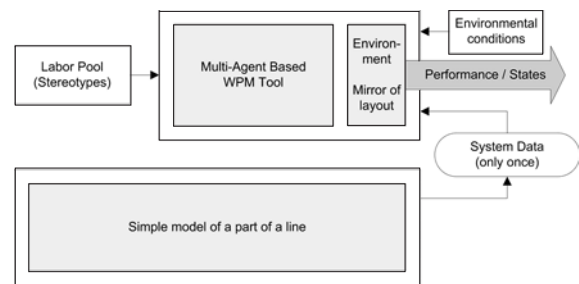 Labor Pool
(Stereotypes)
Multi-Agent Based
WPM Tool
Environ-
ment
Mirror of
layout
Environmental
conditions
Performance / States
System Data
(only once)
Simple model of a part of a line